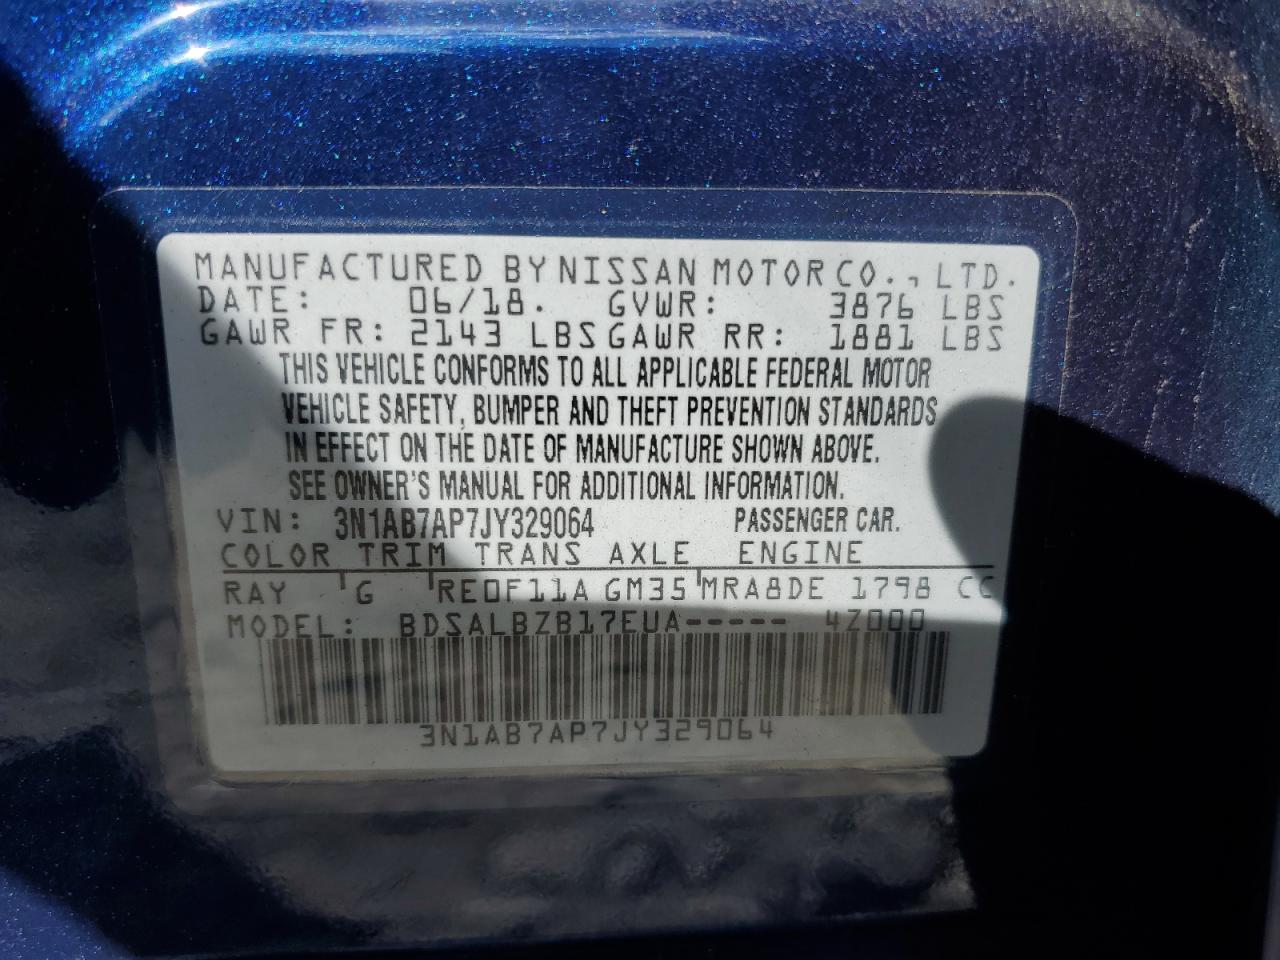 MANUFACTURED BY NISSAN MOTOR CO., LTD.
DATE: 06/18. GVWR: 3876 LBS
GAWR FR: 2143 LBS GAWR RR: 1881 LBS
THIS VEHICLE CONFORMS TO ALL APPLICABLE FEDERAL MOTOR
VEHICLE SAFETY, BUMPER AND THEFT PREVENTION STANDARDS
IN EFFECT ON THE DATE OF MANUFACTURE SHOWN ABOVE.
SEE OWNER'S MANUAL FOR ADDITIONAL INFORMATION.
VIN: 3N1AB7AP7JY329064 PASSENGER CAR.
COLOR TRIM TRANS AXLE ENGINE
RAY G RE0F11A GM35 MRA8DE 1798 CC
MODEL: BDSALBZB17EUA----- 4Z000
3N1AB7AP7JY329064